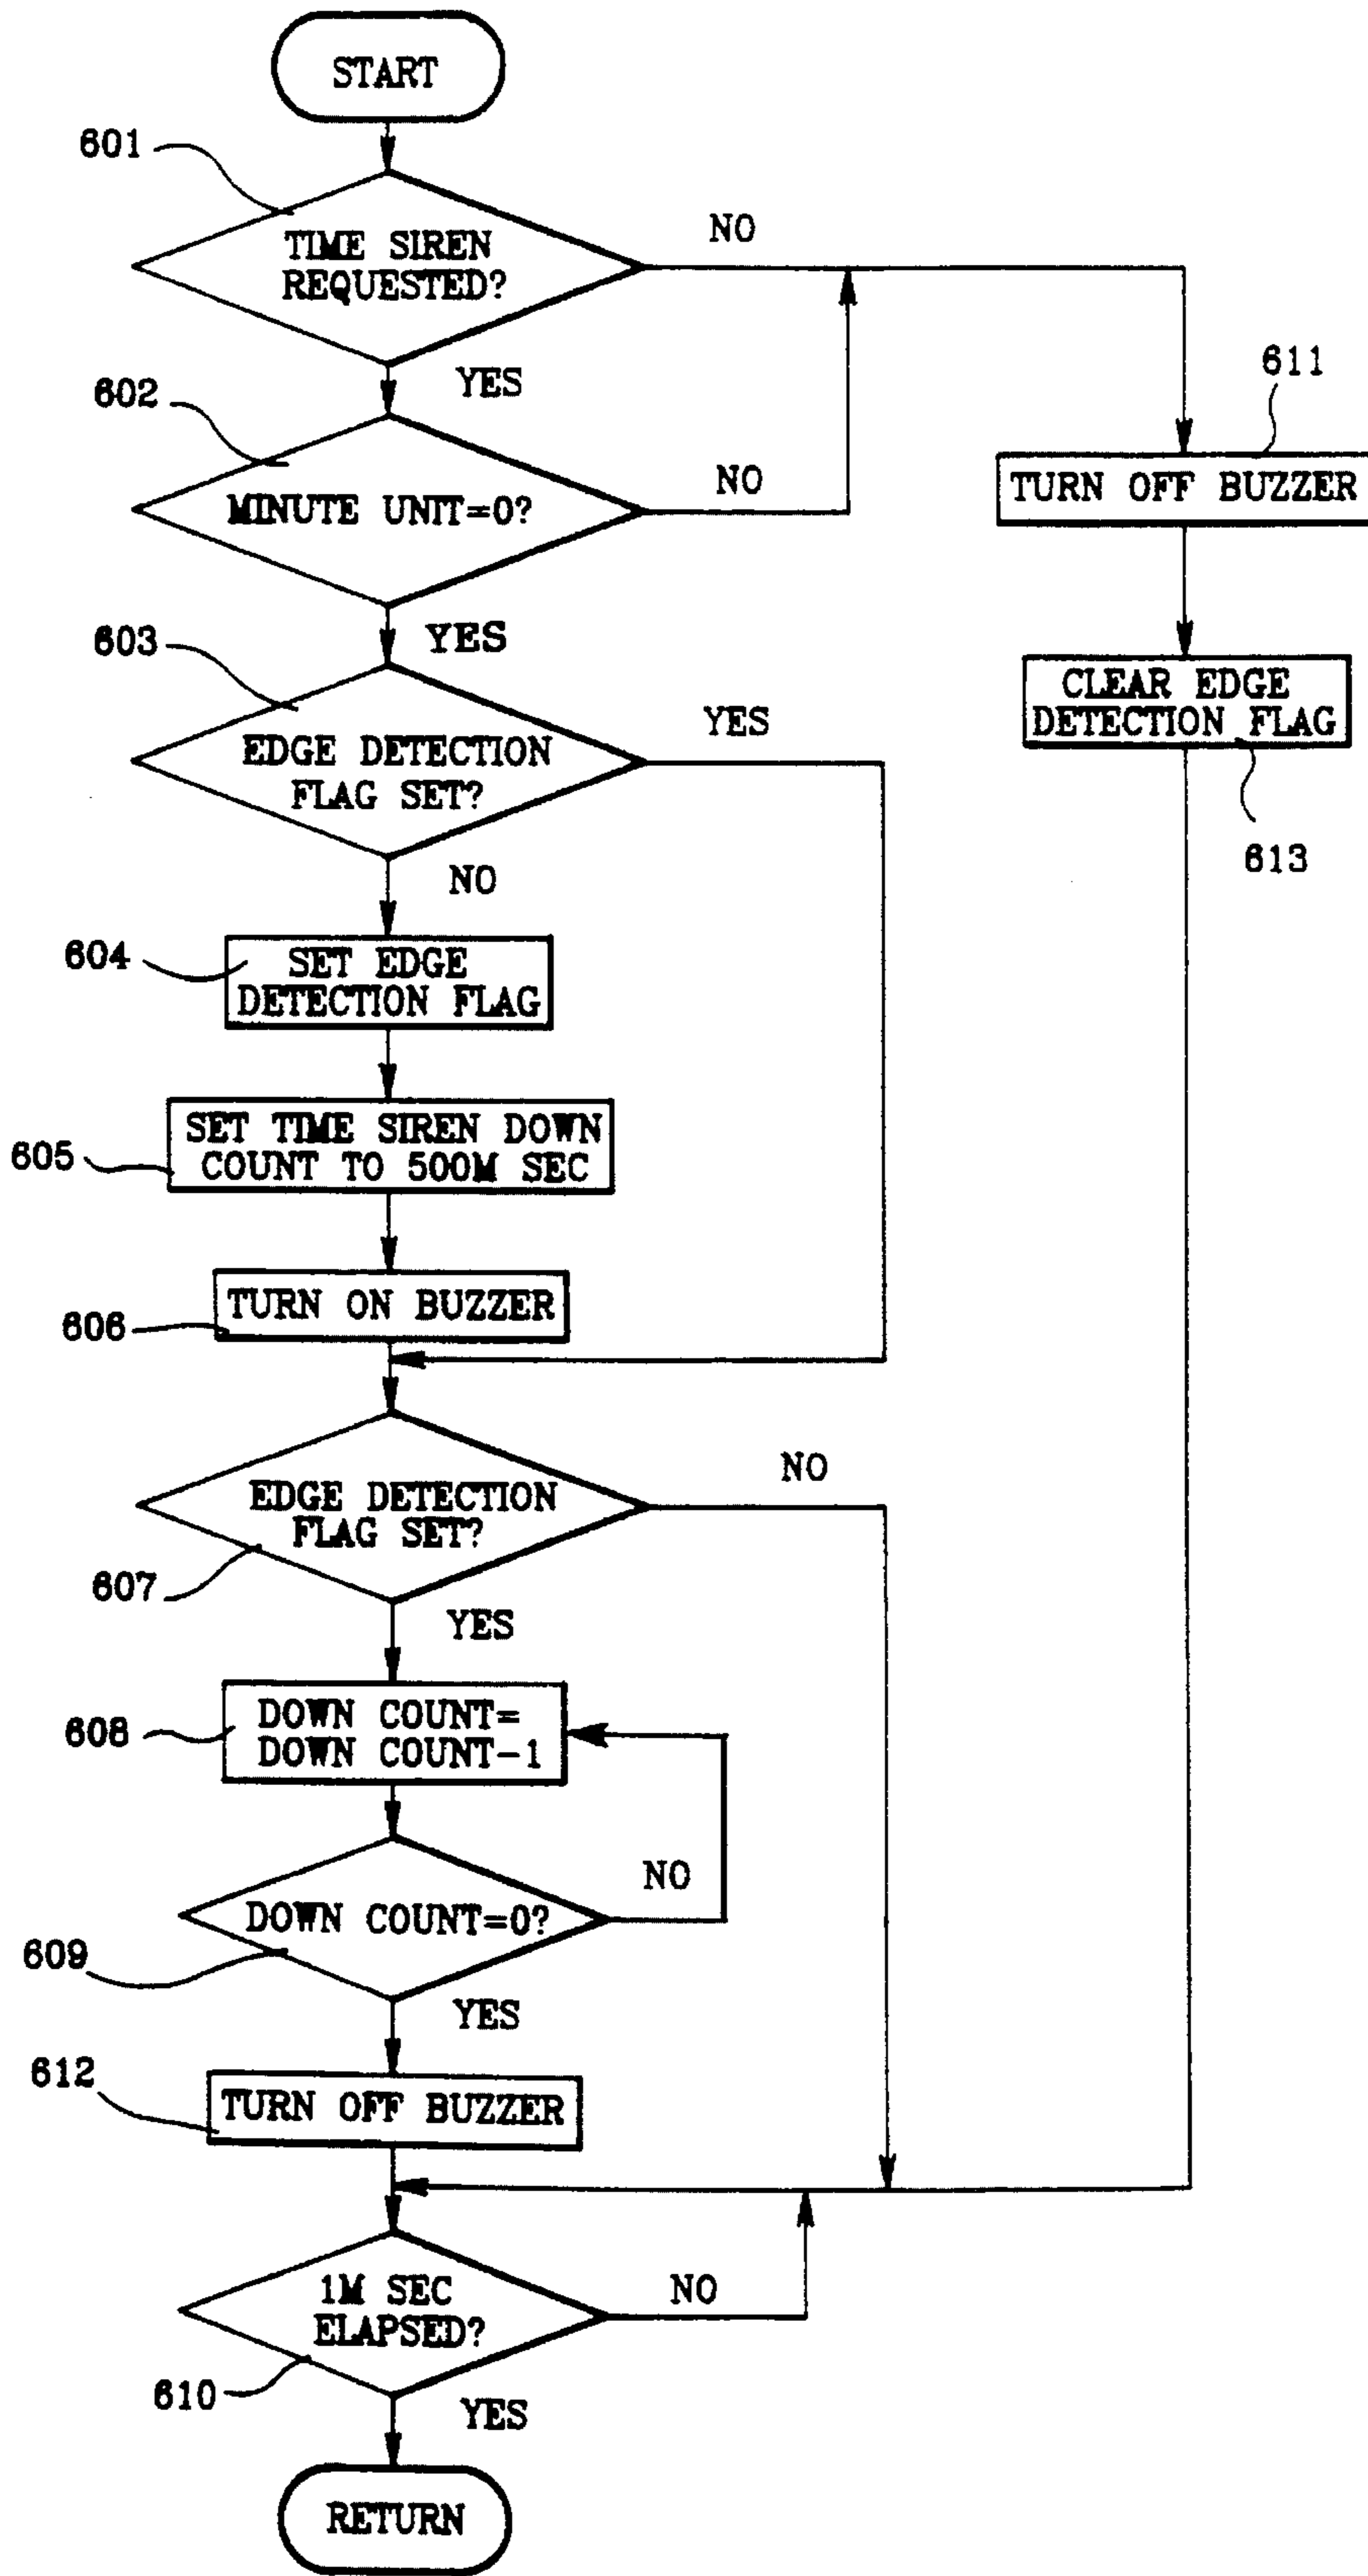 START
601
TIME SIREN
REQUESTED?
NO
YES
602
MINUTE UNIT=0?
NO
611
TURN OFF BUZZER
YES
603
EDGE DETECTION
FLAG SET?
YES
CLEAR EDGE
DETECTION FLAG
613
NO
604
SET EDGE
DETECTION FLAG
605
SET TIME SIREN DOWN
COUNT TO 500M SEC
606
TURN ON BUZZER
EDGE DETECTION
FLAG SET?
NO
607
YES
608
DOWN COUNT=
DOWN COUNT-1
DOWN COUNT=0?
NO
609
YES
612
TURN OFF BUZZER
1M SEC
ELAPSED?
NO
610
YES
RETURN